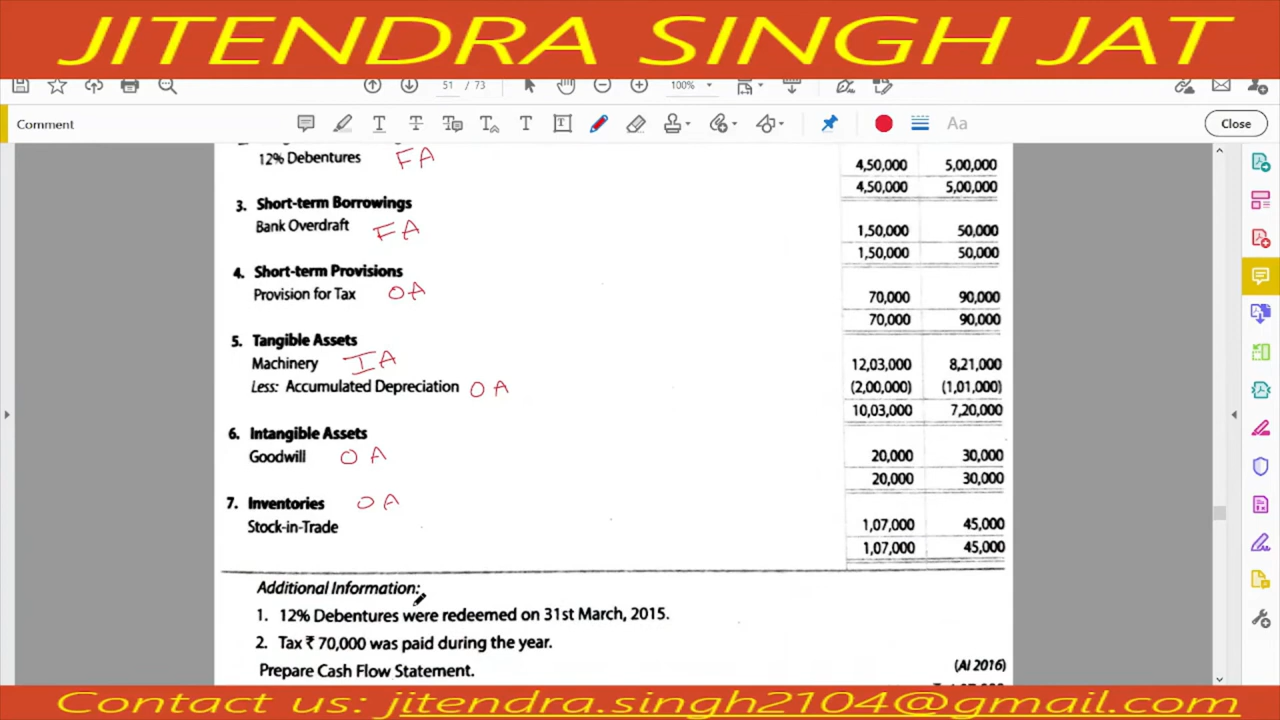 JITENDRA SINGH JAT
51 / 73
100%
Comment
Close
12% Debentures FA 4,50,000 5,00,000
4,50,000 5,00,000
3. Short-term Borrowings
Bank Overdraft FA 1,50,000 50,000
1,50,000 50,000
4. Short-term Provisions
Provision for Tax OA 70,000 90,000
70,000 90,000
5. Tangible Assets
Machinery IA 12,03,000 8,21,000
Less: Accumulated Depreciation OA (2,00,000) (1,01,000)
10,03,000 7,20,000
6. Intangible Assets
Goodwill OA 20,000 30,000
20,000 30,000
7. Inventories OA
Stock-in-Trade 1,07,000 45,000
1,07,000 45,000
Additional Information:
1. 12% Debentures were redeemed on 31st March, 2015.
2. Tax ₹ 70,000 was paid during the year.
Prepare Cash Flow Statement. (AI 2016)
Contact us: jitendra.singh2104@gmail.com